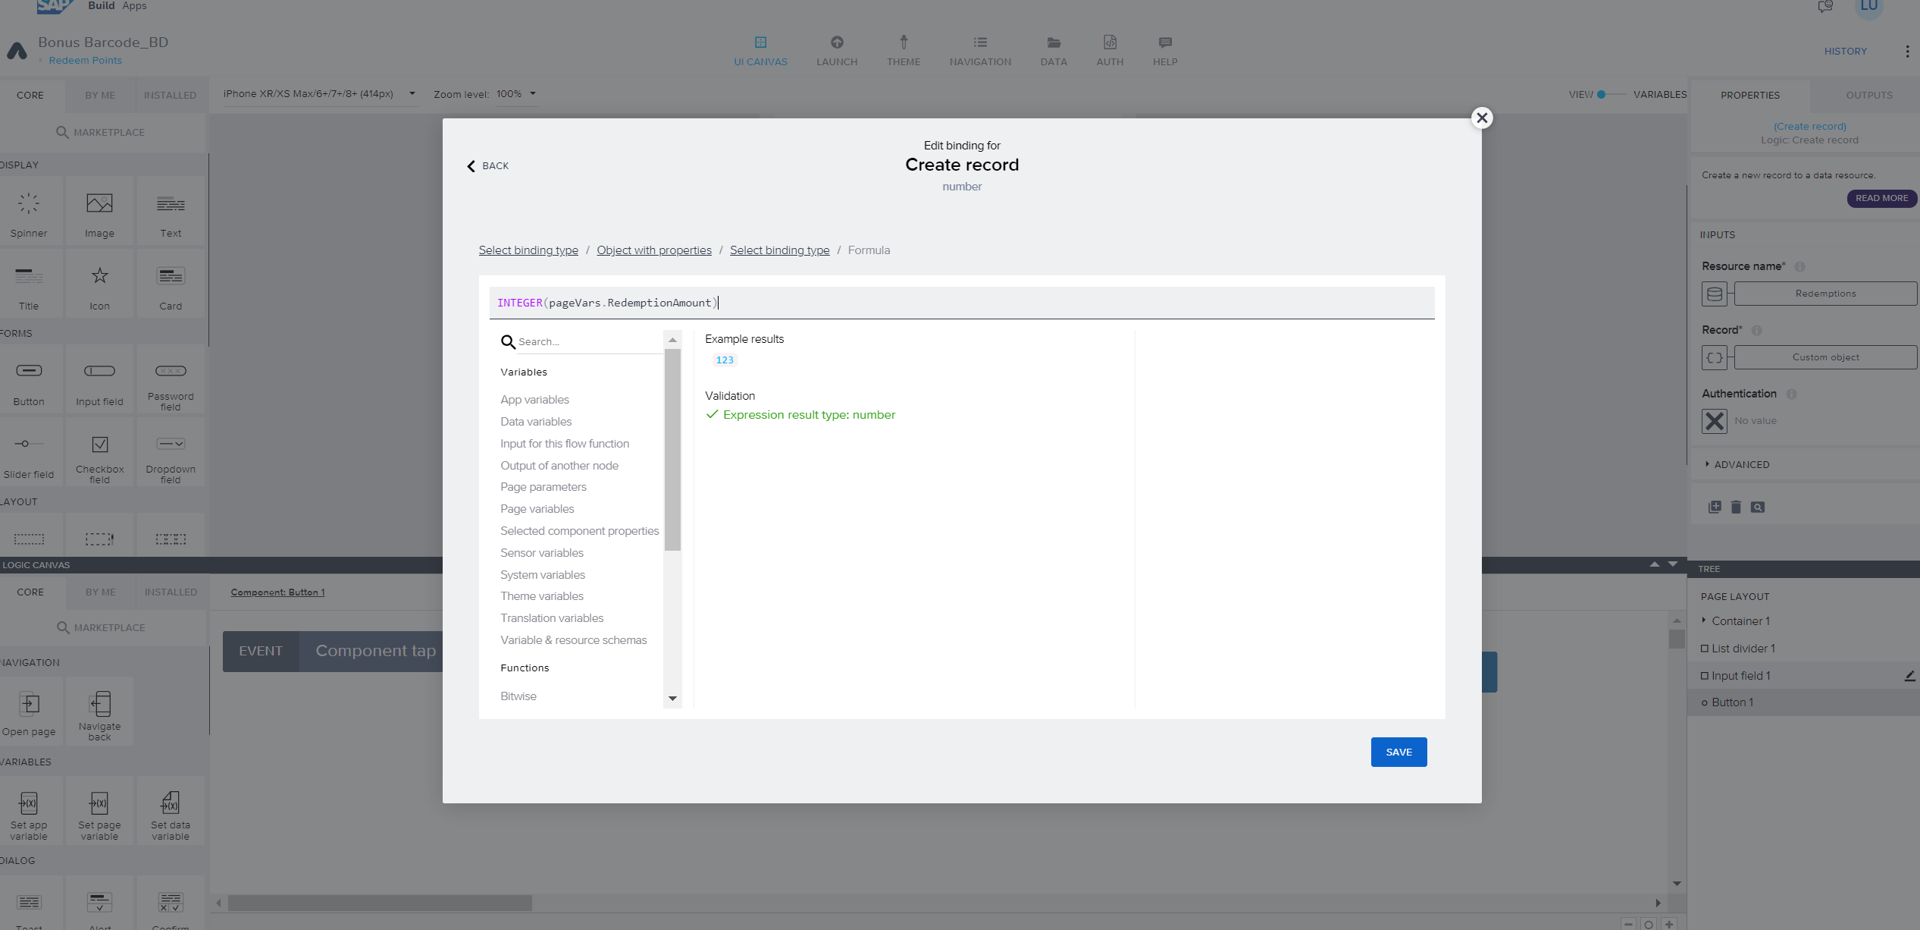 SAP Build Apps
LU
Bonus Barcode_BD
Redeem Points
UI CANVAS
LAUNCH
THEME
NAVIGATION
DATA
AUTH
HELP
HISTORY
CORE
BY ME
INSTALLED
iPhone XR/XS Max/6+/7+/8+ (414px)
Zoom level: 100%
VIEW
VARIABLES
PROPERTIES
OUTPUTS
MARKETPLACE
DISPLAY
Spinner
Image
Text
Title
Icon
Card
FORMS
Button
Input field
Password field
Slider field
Checkbox field
Dropdown field
LAYOUT
Edit binding for
BACK
Create record
number
Select binding type / Object with properties / Select binding type / Formula
INTEGER(pageVars.RedemptionAmount)
Search...
Variables
App variables
Data variables
Input for this flow function
Output of another node
Page parameters
Page variables
Selected component properties
Sensor variables
System variables
Theme variables
Translation variables
Variable & resource schemas
Functions
Bitwise
Example results
123
Validation
Expression result type: number
SAVE
(Create record)
Logic: Create record
Create a new record to a data resource.
READ MORE
INPUTS
Resource name*
Redemptions
Record*
Custom object
Authentication
No value
ADVANCED
LOGIC CANVAS
CORE
BY ME
INSTALLED
Component: Button 1
MARKETPLACE
EVENT
Component tap
NAVIGATION
Open page
Navigate back
VARIABLES
Set app variable
Set page variable
Set data variable
DIALOG
Toast
Alert
Confirm
TREE
PAGE LAYOUT
Container 1
List divider 1
Input field 1
Button 1